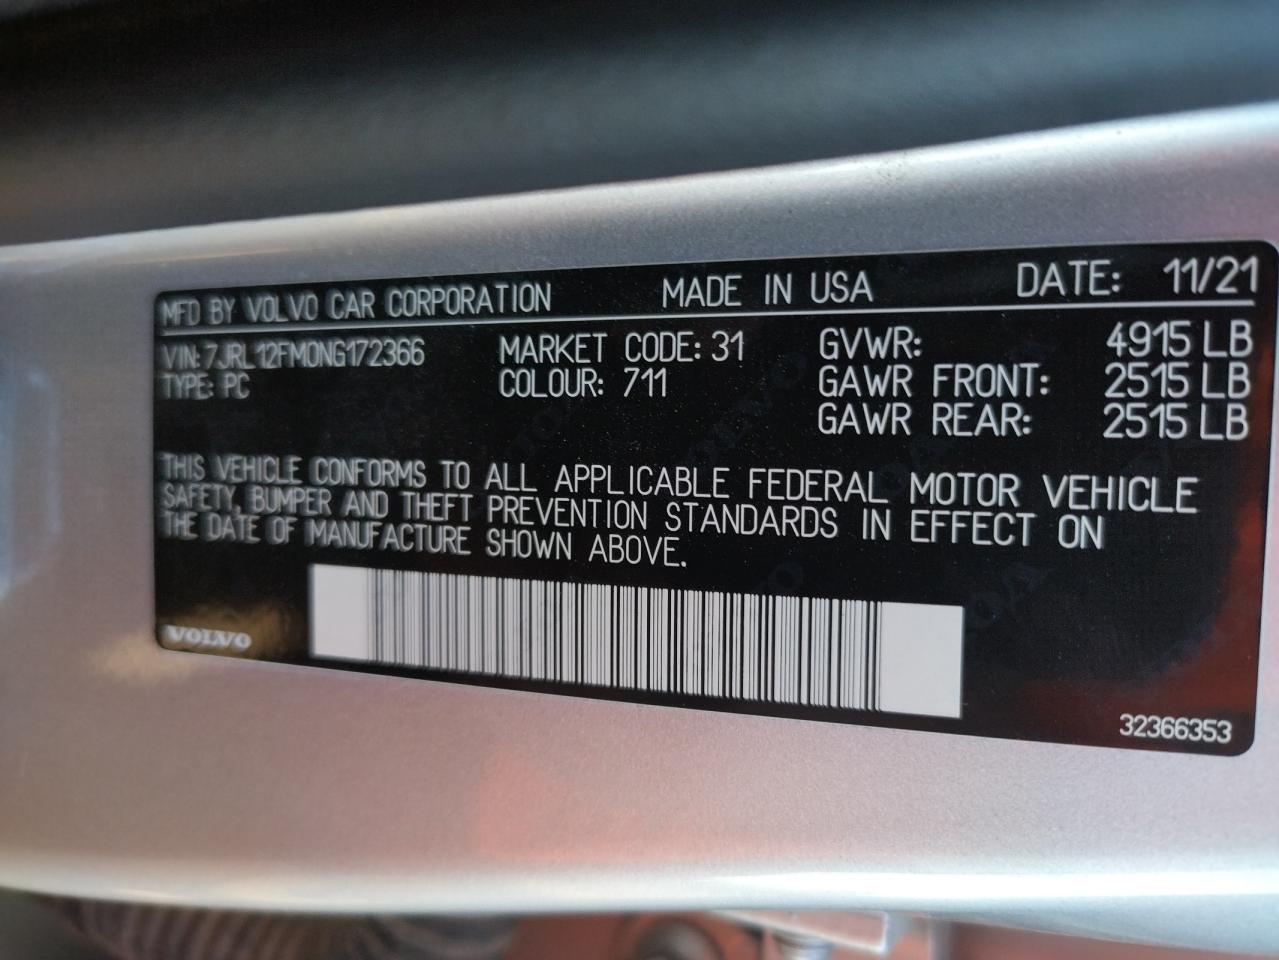 MFD BY VOLVO CAR CORPORATION MADE IN USA DATE: 11/21
VIN: 7JRL12FM0NG172366 MARKET CODE: 31 GVWR: 4915 LB
TYPE: PC COLOUR: 711 GAWR FRONT: 2515 LB
GAWR REAR: 2515 LB
THIS VEHICLE CONFORMS TO ALL APPLICABLE FEDERAL MOTOR VEHICLE
SAFETY, BUMPER AND THEFT PREVENTION STANDARDS IN EFFECT ON
THE DATE OF MANUFACTURE SHOWN ABOVE.
VOLVO
32366353